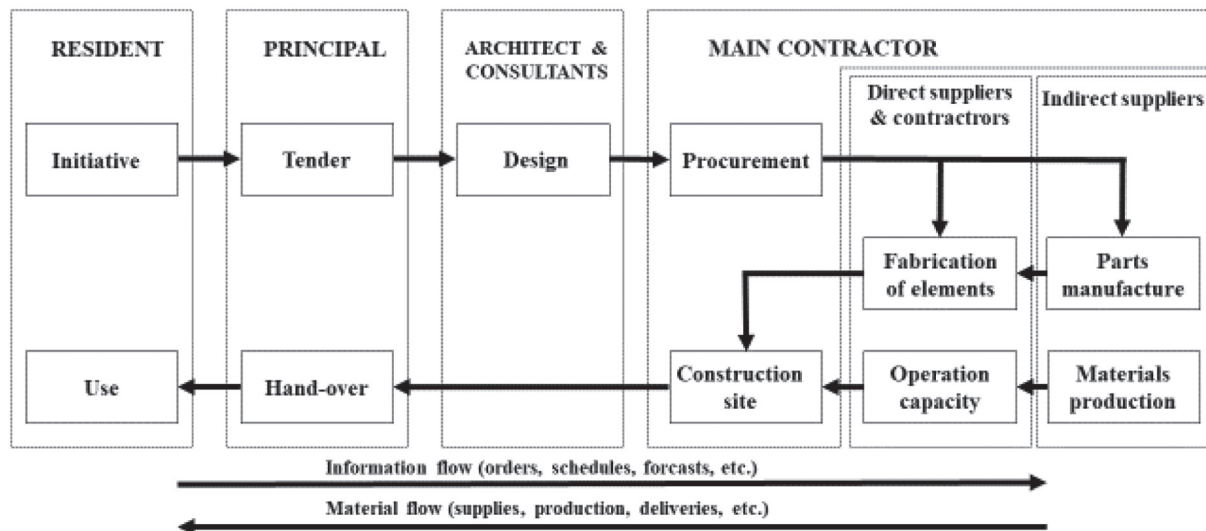 RESIDENT
PRINCIPAL
ARCHITECT &
CONSULTANTS
MAIN CONTRACTOR
Direct suppliers
& contractrors
Indirect suppliers
Initiative
Tender
Design
Procurement
Fabrication
of elements
Parts
manufacture
Use
Hand-over
Construction
site
Operation
capacity
Materials
production
Information flow (orders, schedules, forcasts, etc.)
Material flow (supplies, production, deliveries, etc.)